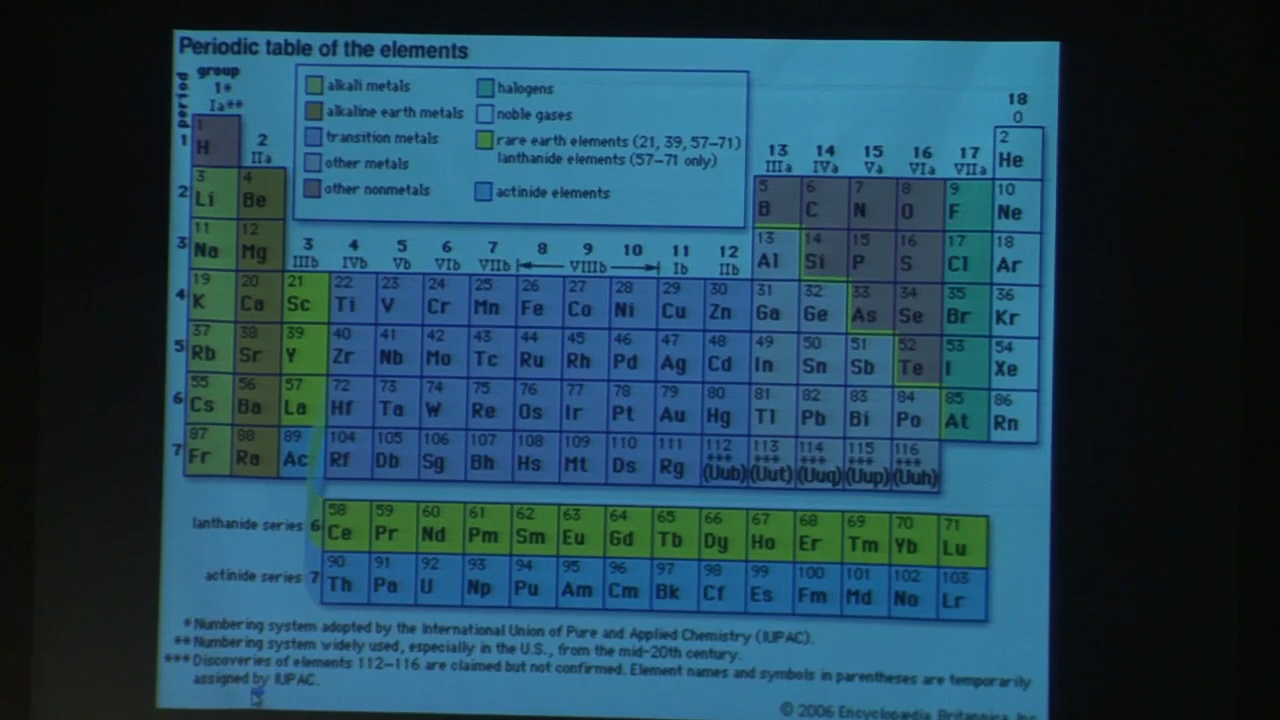 Periodic table of the elements
period
group
1*
Ia**
18
0
alkali metals
alkaline earth metals
transition metals
other metals
other nonmetals
halogens
noble gases
rare earth elements (21, 39, 57–71)
lanthanide elements (57–71 only)
actinide elements
2
IIa
13 14 15 16 17
IIIa IVa Va VIa VIIa
3 4 5 6 7 8 9 10 11 12
IIIb IVb Vb VIb VIIb VIIIb Ib IIb
1
1 2
H He
2
3 4 5 6 7 8 9 10
Li Be B C N O F Ne
3
11 12 13 14 15 16 17 18
Na Mg Al Si P S Cl Ar
4
19 20 21 22 23 24 25 26 27 28 29 30 31 32 33 34 35 36
K Ca Sc Ti V Cr Mn Fe Co Ni Cu Zn Ga Ge As Se Br Kr
5
37 38 39 40 41 42 43 44 45 46 47 48 49 50 51 52 53 54
Rb Sr Y Zr Nb Mo Tc Ru Rh Pd Ag Cd In Sn Sb Te I Xe
6
55 56 57 72 73 74 75 76 77 78 79 80 81 82 83 84 85 86
Cs Ba La Hf Ta W Re Os Ir Pt Au Hg Tl Pb Bi Po At Rn
7
87 88 89 104 105 106 107 108 109 110 111 112 113 114 115 116
*** *** *** *** ***
Fr Ra Ac Rf Db Sg Bh Hs Mt Ds Rg (Uub) (Uut) (Uuq) (Uup) (Uuh)
lanthanide series 6
58 59 60 61 62 63 64 65 66 67 68 69 70 71
Ce Pr Nd Pm Sm Eu Gd Tb Dy Ho Er Tm Yb Lu
actinide series 7
90 91 92 93 94 95 96 97 98 99 100 101 102 103
Th Pa U Np Pu Am Cm Bk Cf Es Fm Md No Lr
*Numbering system adopted by the International Union of Pure and Applied Chemistry (IUPAC).
**Numbering system widely used, especially in the U.S., from the mid-20th century.
***Discoveries of elements 112–116 are claimed but not confirmed. Element names and symbols in parentheses are temporarily
assigned by IUPAC.
© 2006 Encyclopædia Britannica, Inc.